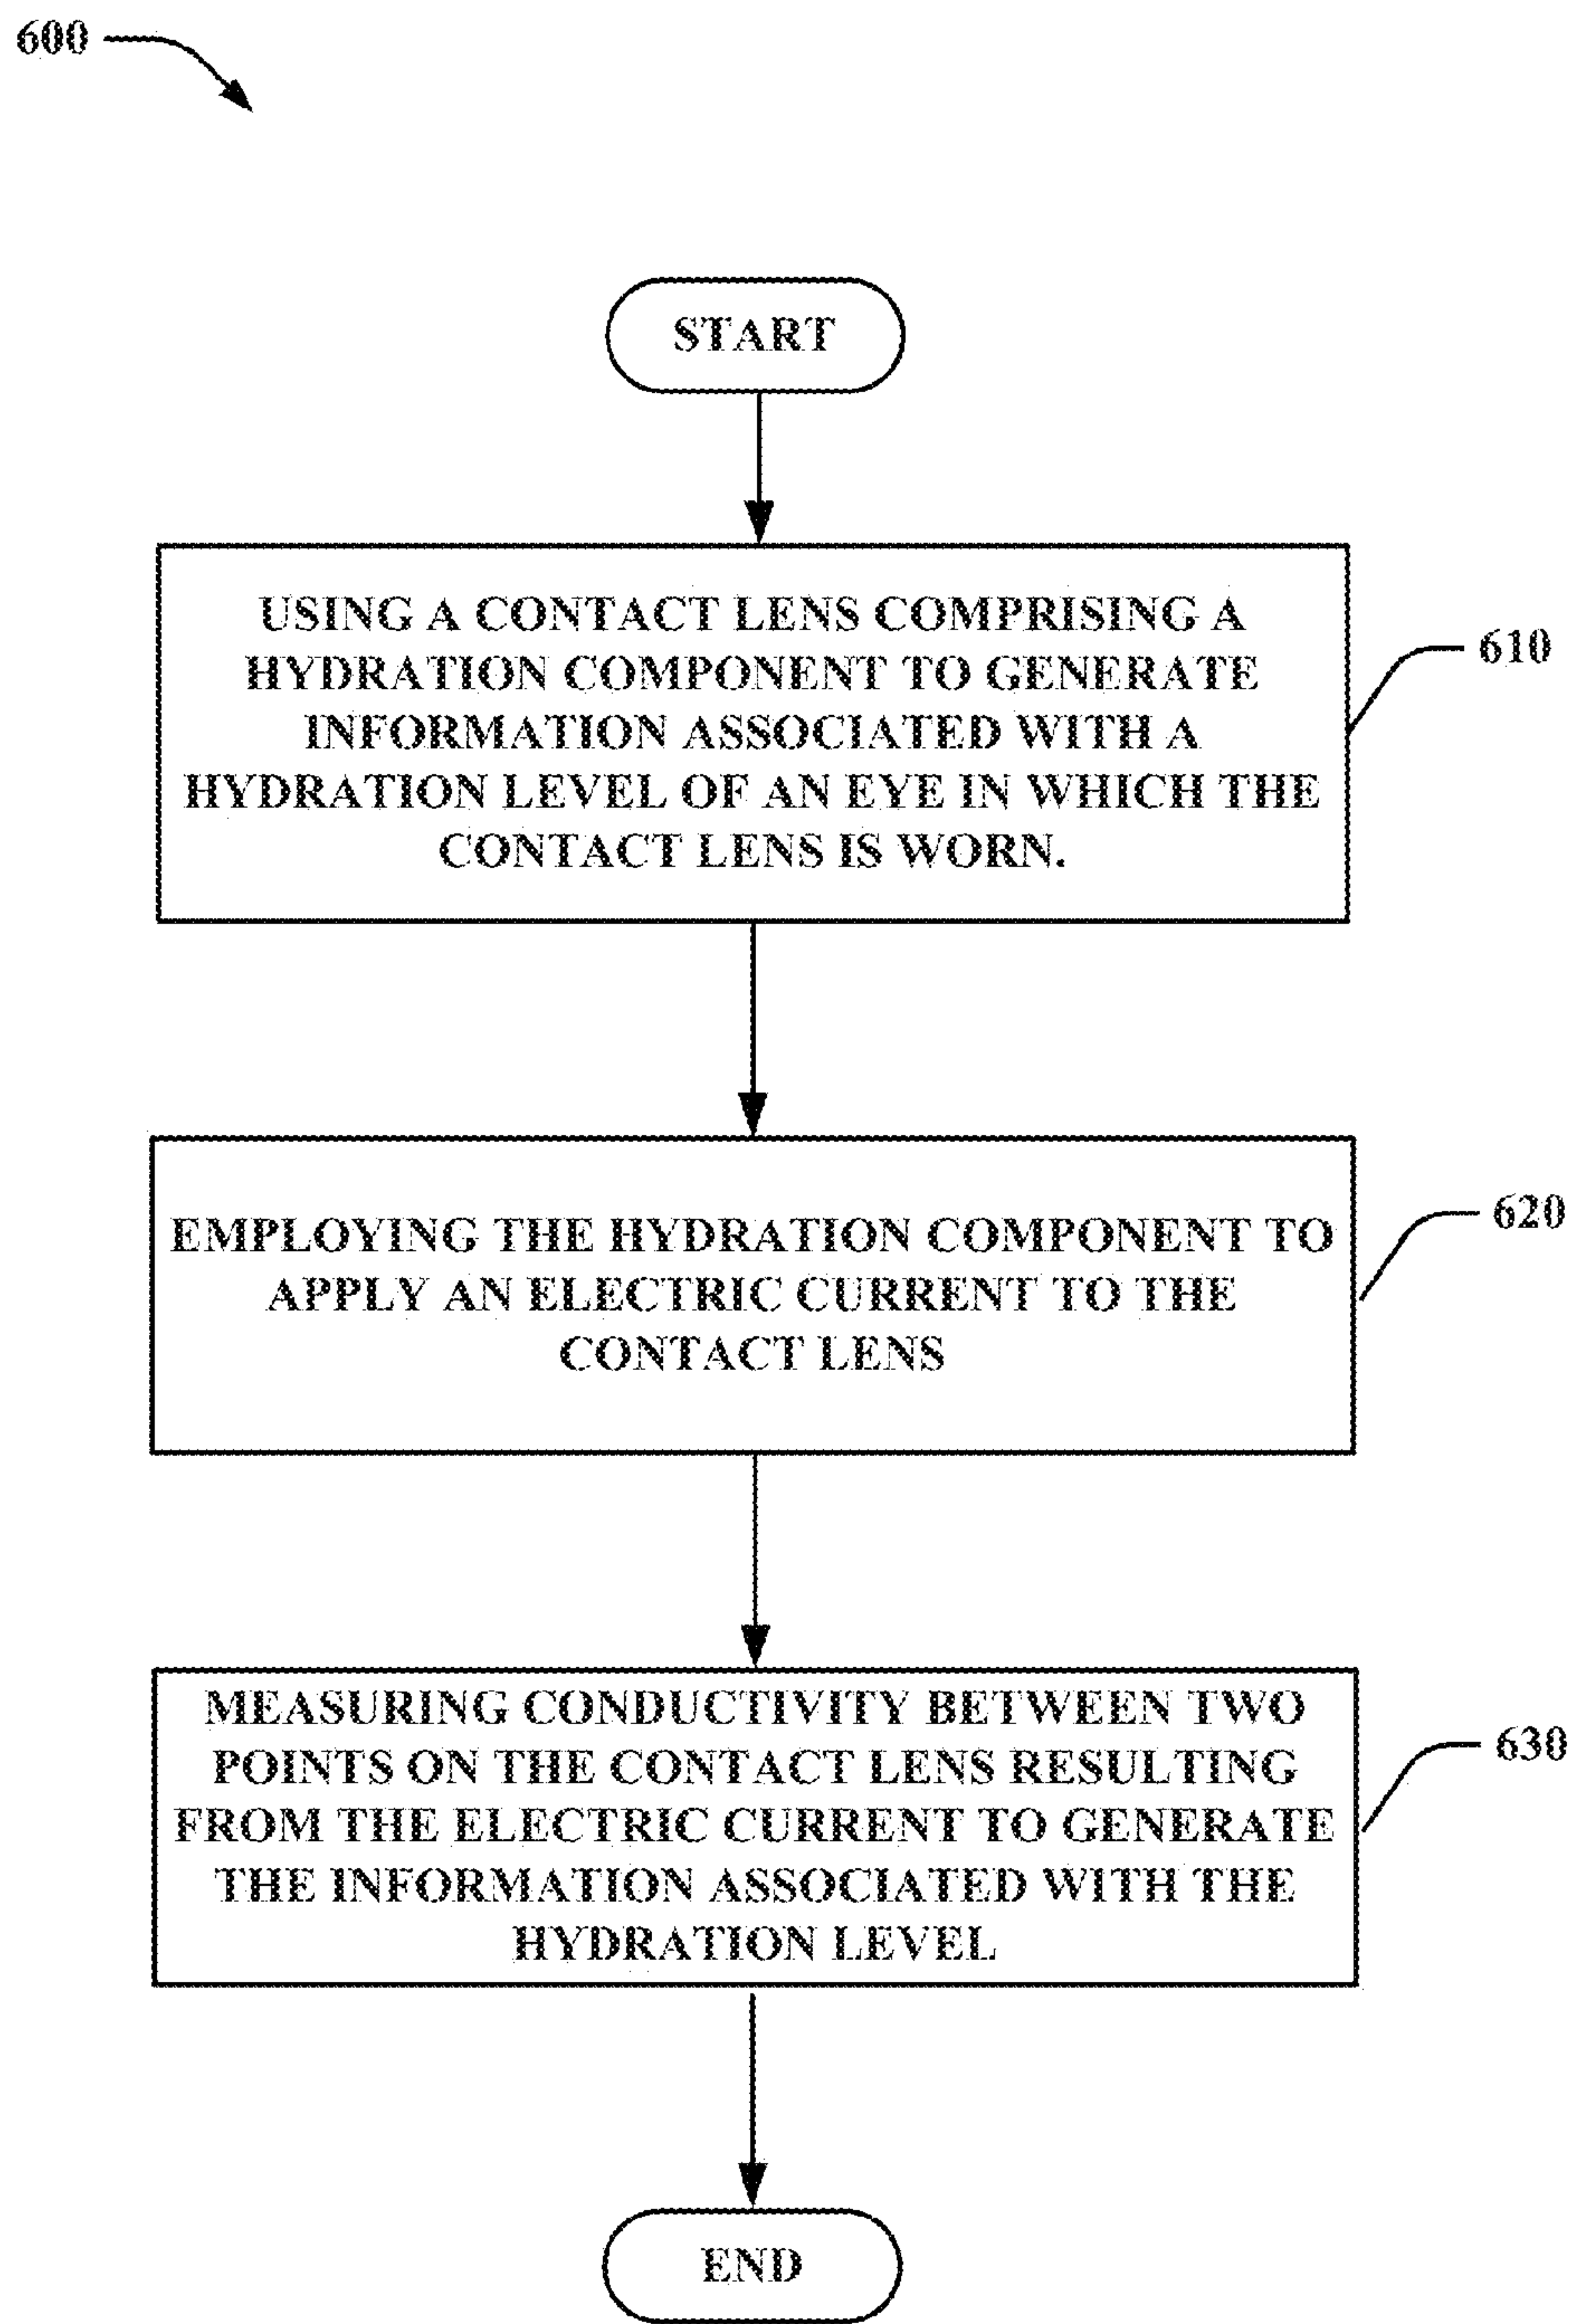 600
START
USING A CONTACT LENS COMPRISING A
HYDRATION COMPONENT TO GENERATE
INFORMATION ASSOCIATED WITH A
HYDRATION LEVEL OF AN EYE IN WHICH THE
CONTACT LENS IS WORN.
610
EMPLOYING THE HYDRATION COMPONENT TO
APPLY AN ELECTRIC CURRENT TO THE
CONTACT LENS
620
MEASURING CONDUCTIVITY BETWEEN TWO
POINTS ON THE CONTACT LENS RESULTING
FROM THE ELECTRIC CURRENT TO GENERATE
THE INFORMATION ASSOCIATED WITH THE
HYDRATION LEVEL
630
END